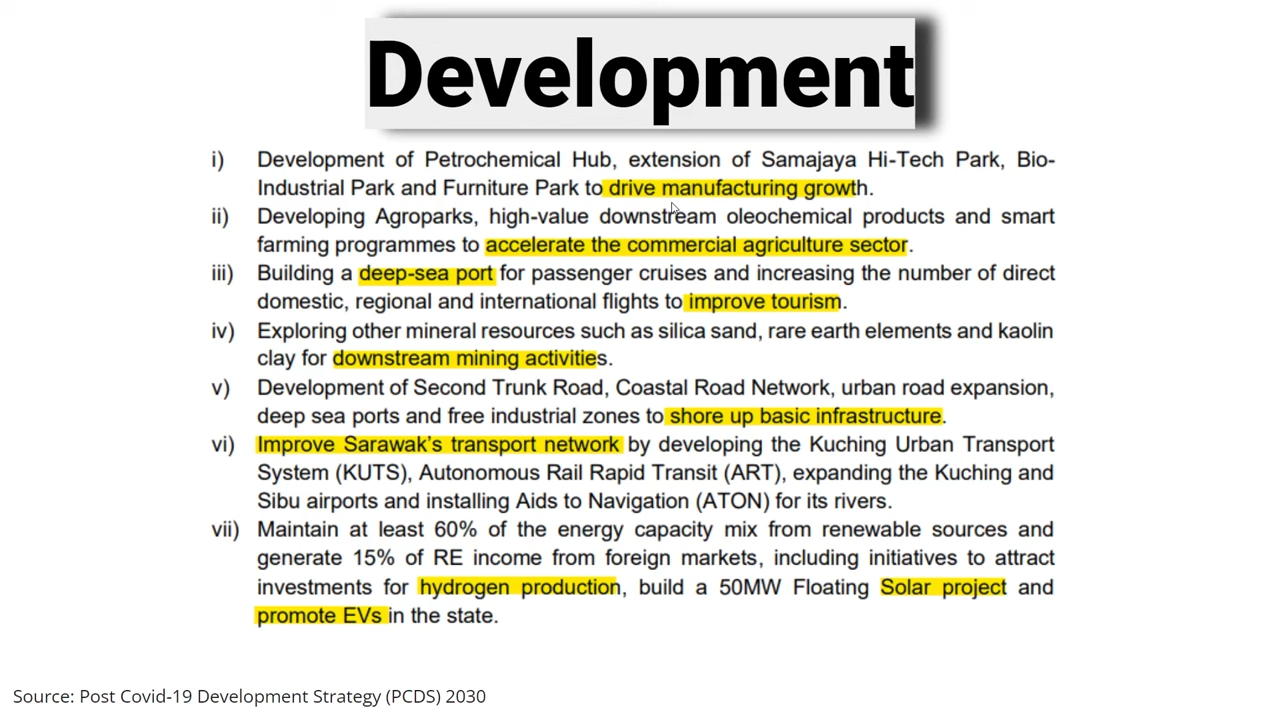 Development
i) Development of Petrochemical Hub, extension of Samajaya Hi-Tech Park, Bio-
Industrial Park and Furniture Park to drive manufacturing growth.
ii) Developing Agroparks, high-value downstream oleochemical products and smart
farming programmes to accelerate the commercial agriculture sector.
iii) Building a deep-sea port for passenger cruises and increasing the number of direct
domestic, regional and international flights to improve tourism.
iv) Exploring other mineral resources such as silica sand, rare earth elements and kaolin
clay for downstream mining activities.
v) Development of Second Trunk Road, Coastal Road Network, urban road expansion,
deep sea ports and free industrial zones to shore up basic infrastructure.
vi) Improve Sarawak's transport network by developing the Kuching Urban Transport
System (KUTS), Autonomous Rail Rapid Transit (ART), expanding the Kuching and
Sibu airports and installing Aids to Navigation (ATON) for its rivers.
vii) Maintain at least 60% of the energy capacity mix from renewable sources and
generate 15% of RE income from foreign markets, including initiatives to attract
investments for hydrogen production, build a 50MW Floating Solar project and
promote EVs in the state.
Source: Post Covid-19 Development Strategy (PCDS) 2030